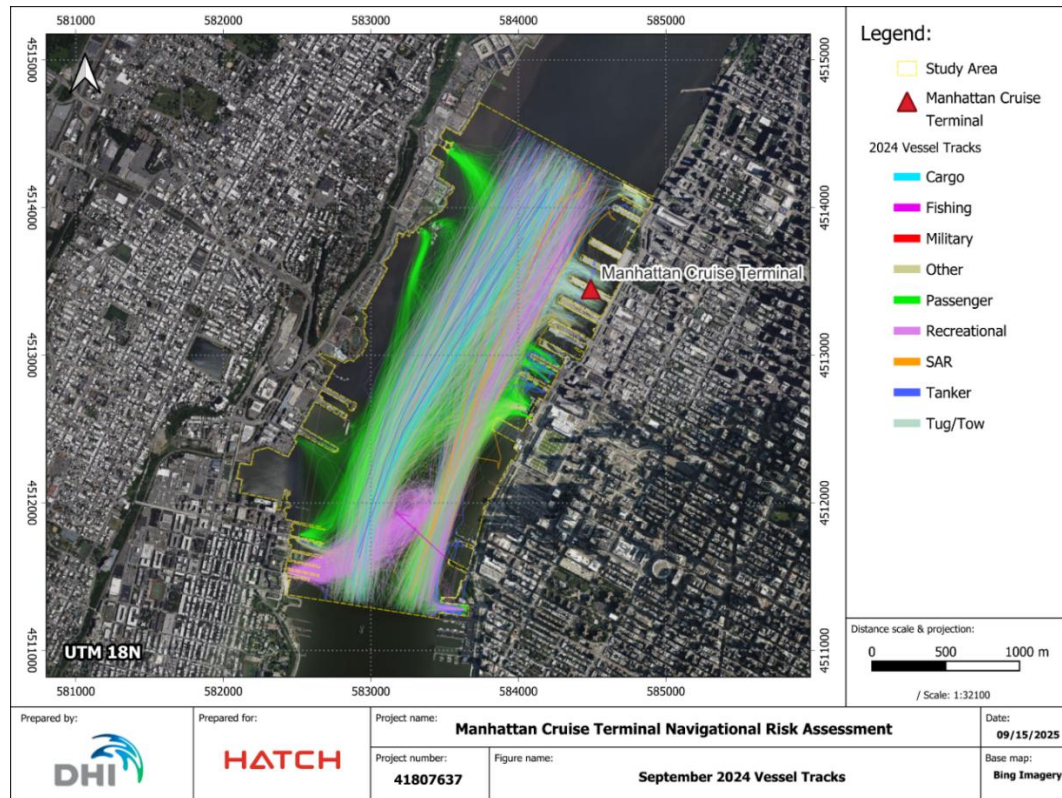 581000
582000
583000
584000
585000
4515000
4515000
4514000
4514000
4513000
4513000
4512000
4512000
4511000
4511000
Manhattan Cruise Terminal
UTM 18N
581000
582000
583000
584000
585000
Legend:
Study Area
Manhattan Cruise
Terminal
2024 Vessel Tracks
Cargo
Fishing
Military
Other
Passenger
Recreational
SAR
Tanker
Tug/Tow
Distance scale & projection:
0 500 1000 m
/ Scale: 1:32100
Prepared by:
DHI
Prepared for:
HATCH
Project name:
Manhattan Cruise Terminal Navigational Risk Assessment
Project number:
41807637
Figure name:
September 2024 Vessel Tracks
Date:
09/15/2025
Base map:
Bing Imagery